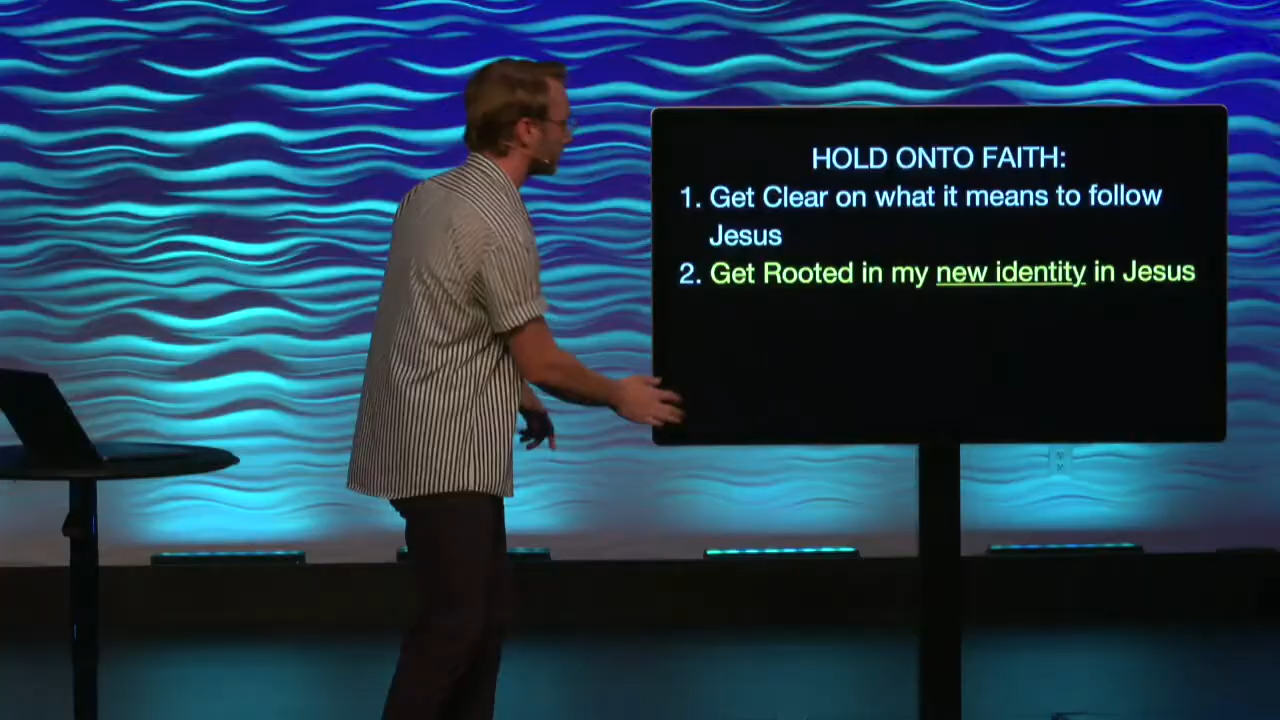 HOLD ONTO FAITH:
1. Get Clear on what it means to follow
Jesus
2. Get Rooted in my new identity in Jesus